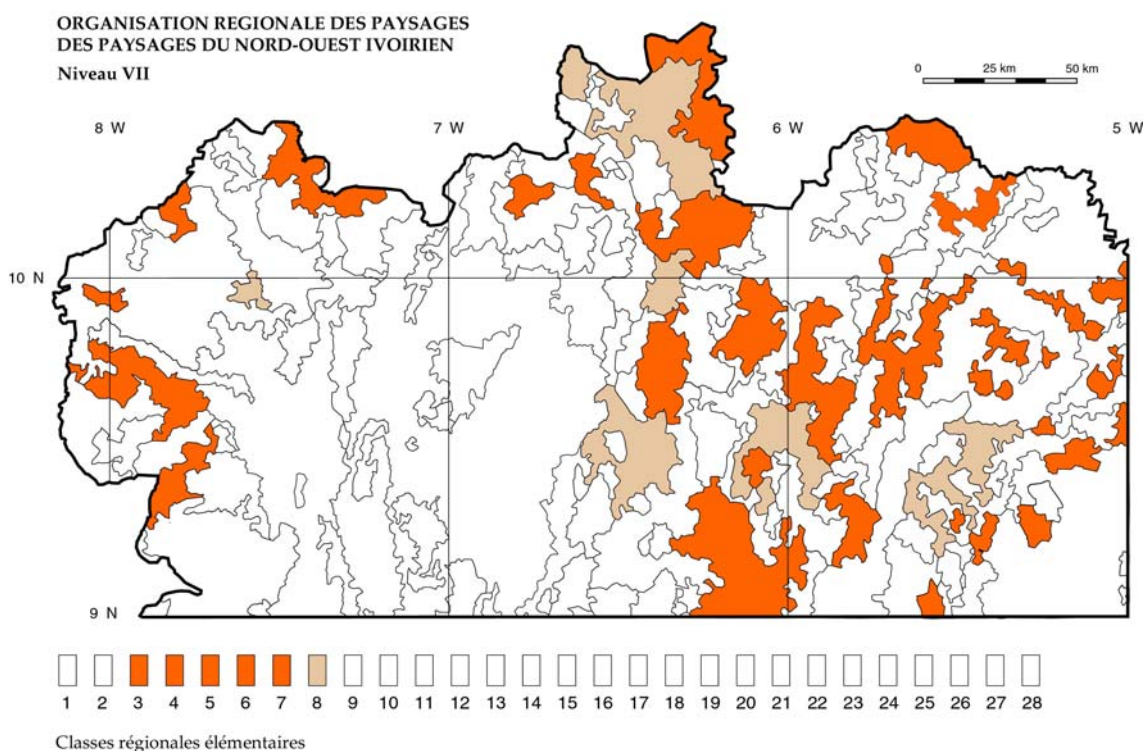 ORGANISATION REGIONALE DES PAYSAGES
DES PAYSAGES DU NORD-OUEST IVOIRIEN
Niveau VII
0 25 km 50 km
8 W 7 W 6 W 5 W
10 N
9 N
1 2 3 4 5 6 7 8 9 10 11 12 13 14 15 16 17 18 19 20 21 22 23 24 25 26 27 28
Classes régionales élémentaires